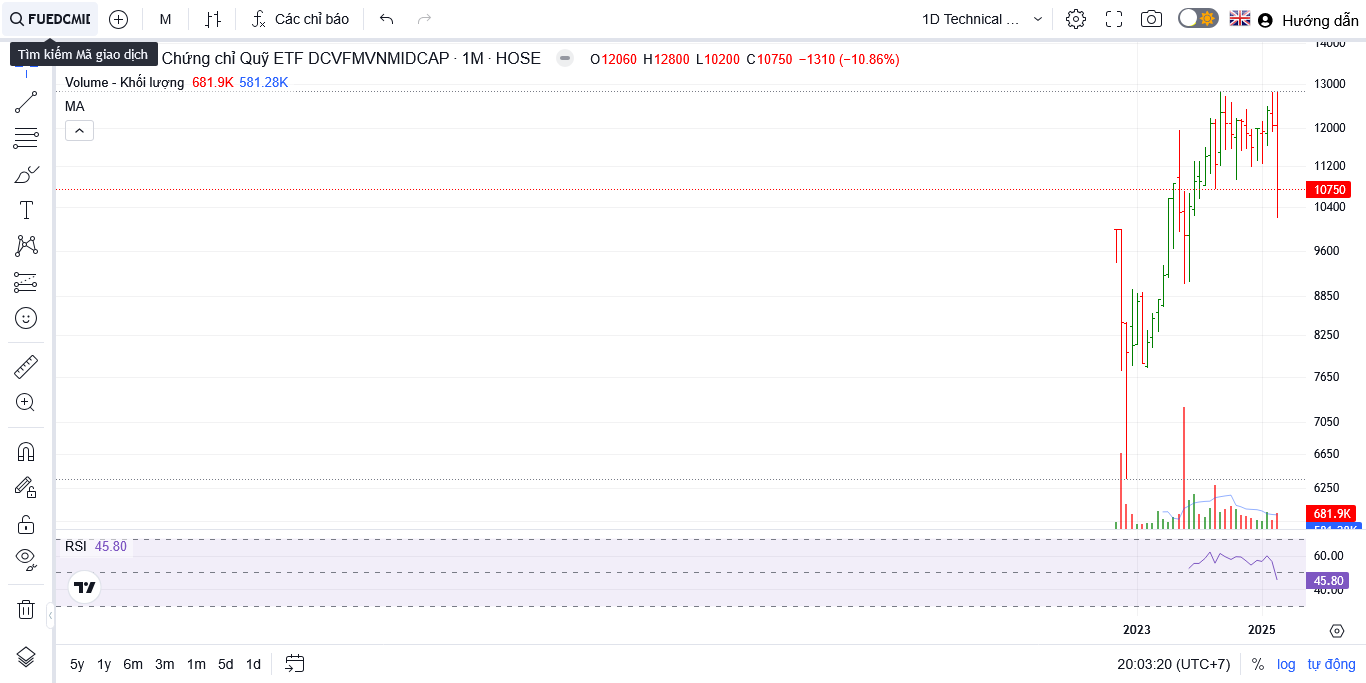 FUEDCMID
M
Các chỉ báo
1D Technical ...
Hướng dẫn
Tìm kiếm Mã giao dịch
Chứng chỉ Quỹ ETF DCVFMVNMIDCAP · 1M · HOSE
O12060 H12800 L10200 C10750 −1310 (−10.86%)
Volume - Khối lượng 681.9K 581.28K
MA
14000
13000
12000
11200
10750
10400
9600
8850
8250
7650
7050
6650
6250
681.9K
581.28K
RSI 45.80
60.00
45.80
40.00
2023 2025
5y 1y 6m 3m 1m 5d 1d
20:03:20 (UTC+7) % log tự động